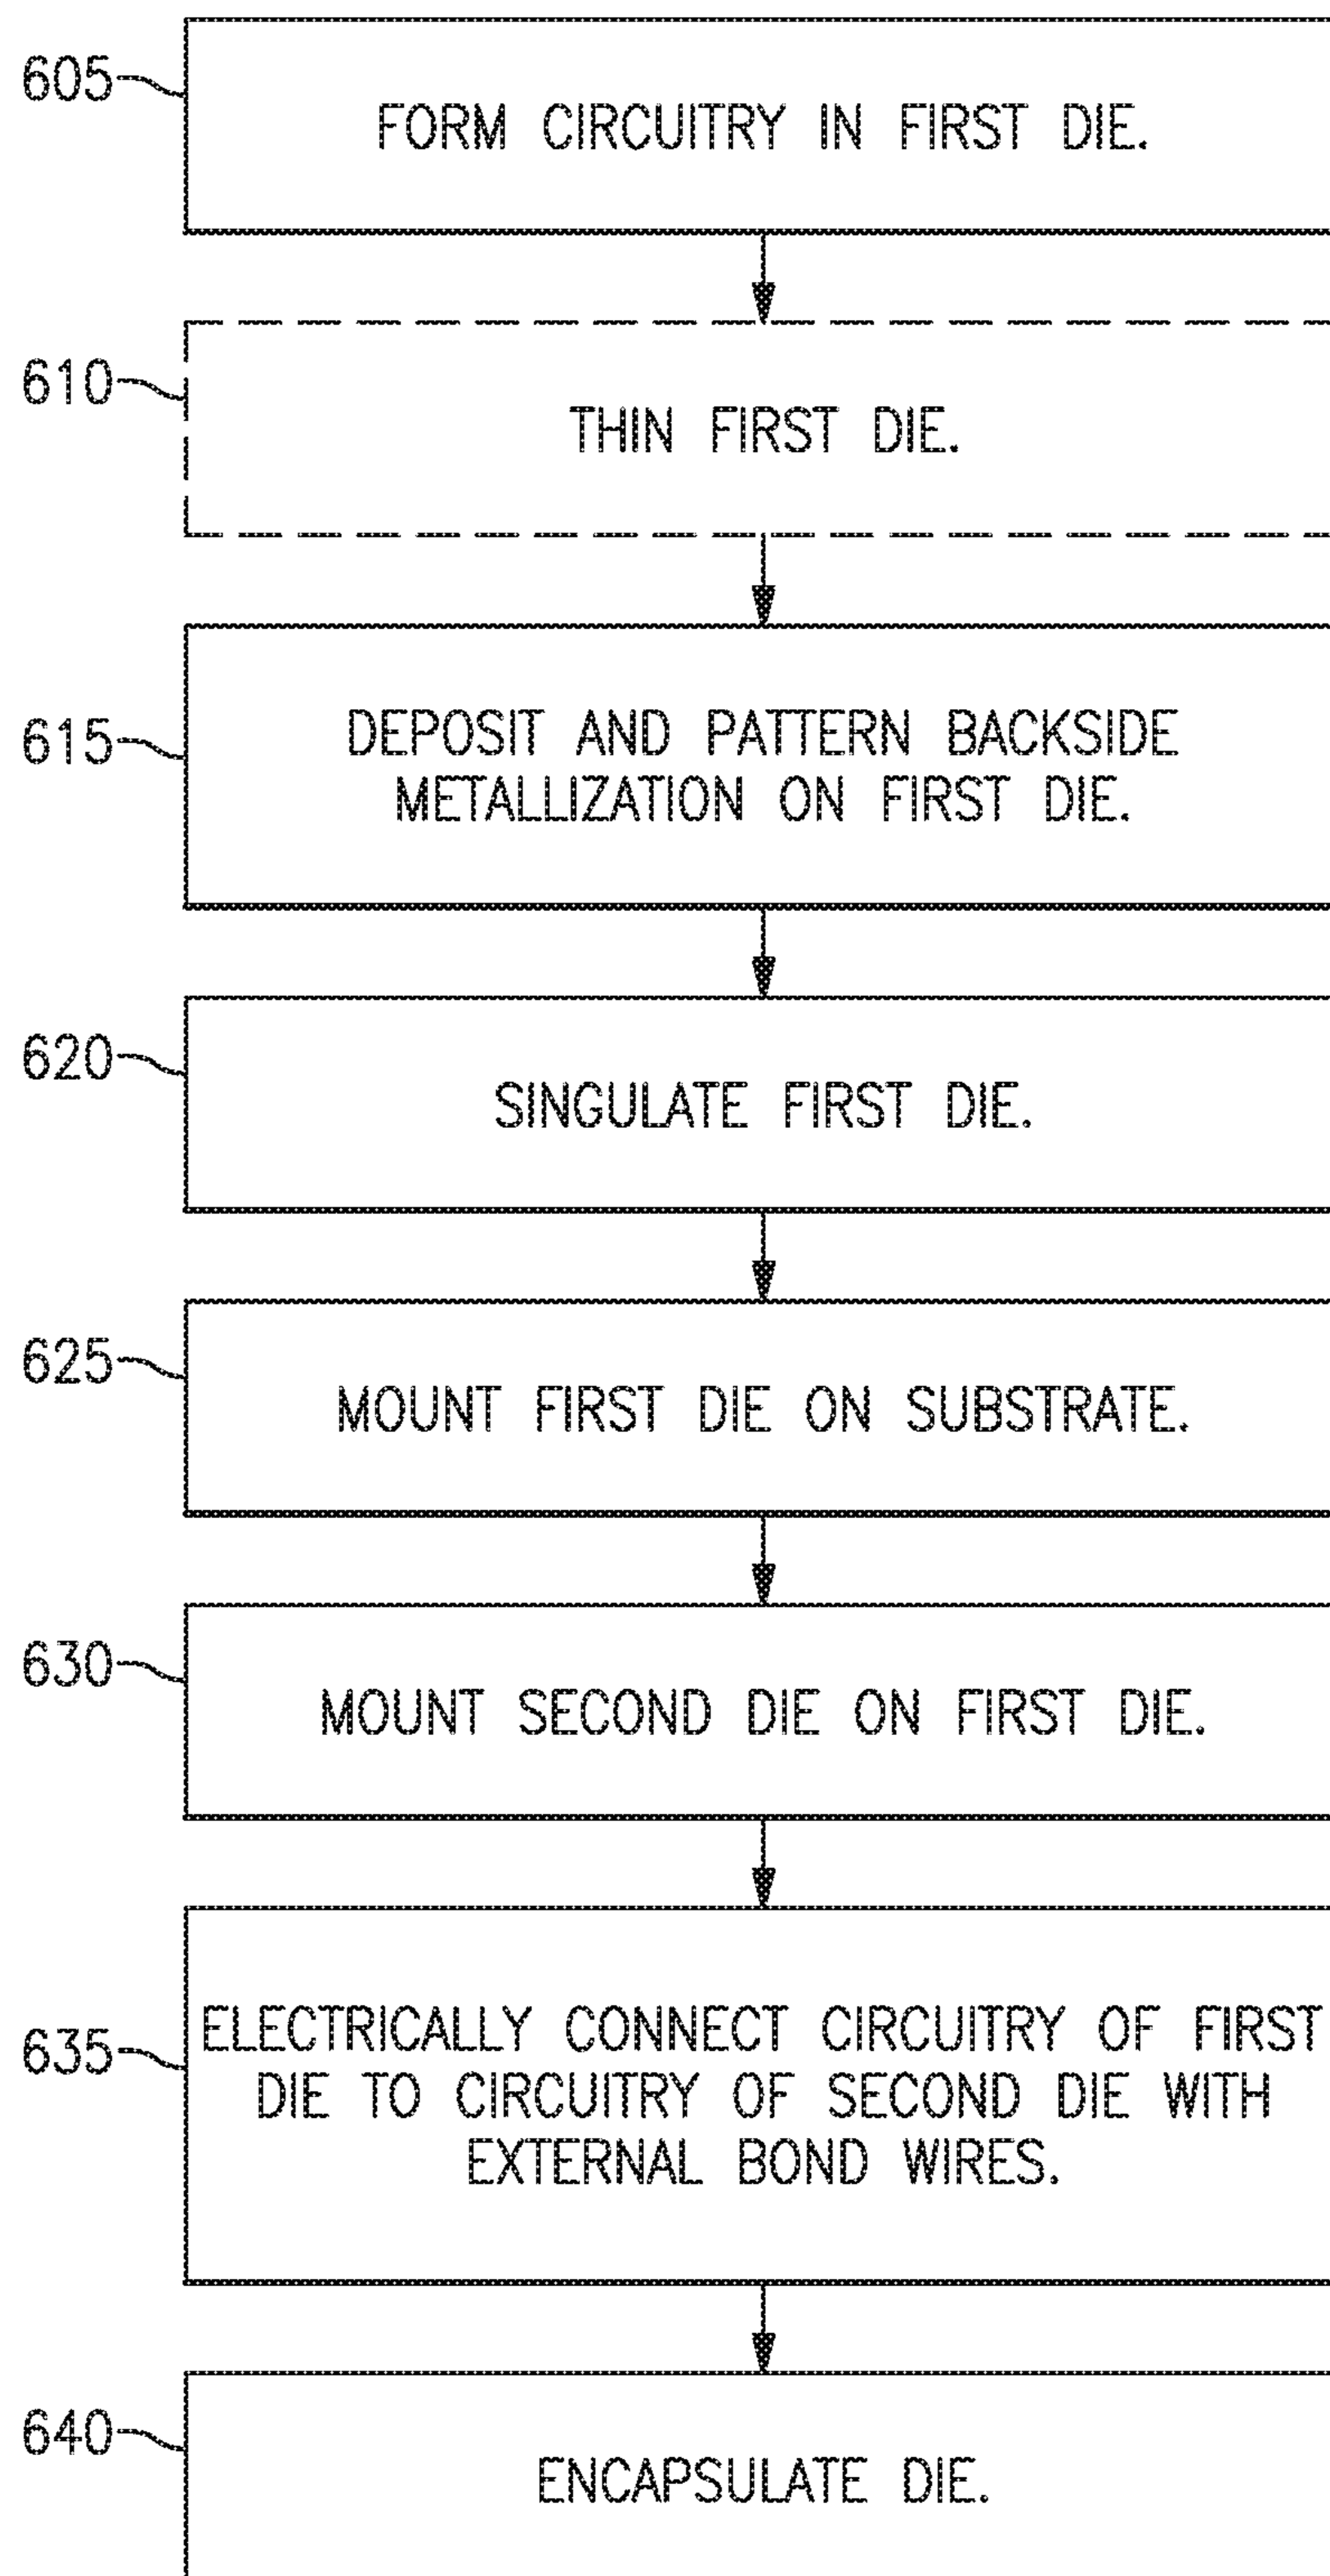 605
FORM CIRCUITRY IN FIRST DIE.
610
THIN FIRST DIE.
615
DEPOSIT AND PATTERN BACKSIDE
METALLIZATION ON FIRST DIE.
620
SINGULATE FIRST DIE.
625
MOUNT FIRST DIE ON SUBSTRATE.
630
MOUNT SECOND DIE ON FIRST DIE.
635
ELECTRICALLY CONNECT CIRCUITRY OF FIRST
DIE TO CIRCUITRY OF SECOND DIE WITH
EXTERNAL BOND WIRES.
640
ENCAPSULATE DIE.